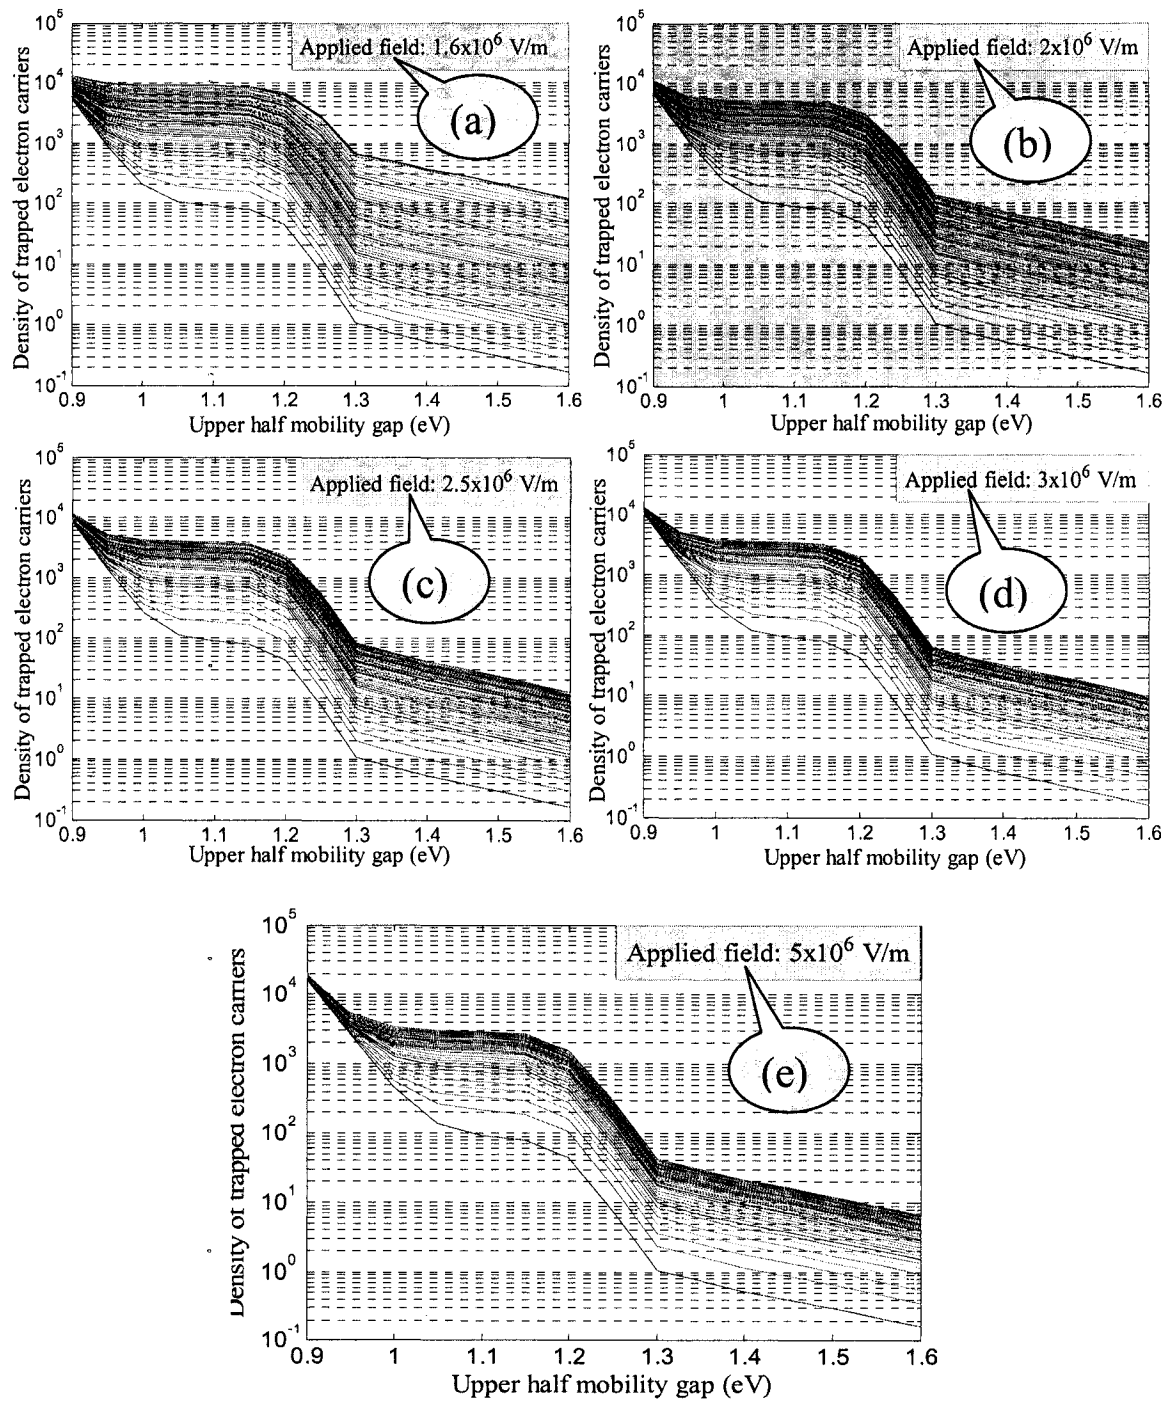 Applied field: 1.6x10^6 V/m
(a)
Density of trapped electron carriers
10^5
10^4
10^3
10^2
10^1
10^0
10^-1
0.9 1 1.1 1.2 1.3 1.4 1.5 1.6
Upper half mobility gap (eV)
Applied field: 2x10^6 V/m
(b)
Density of trapped electron carriers
10^5
10^4
10^3
10^2
10^1
10^0
10^-1
0.9 1 1.1 1.2 1.3 1.4 1.5 1.6
Upper half mobility gap (eV)
Applied field: 2.5x10^6 V/m
(c)
Density of trapped electron carriers
10^5
10^4
10^3
10^2
10^1
10^0
10^-1
0.9 1 1.1 1.2 1.3 1.4 1.5 1.6
Upper half mobility gap (eV)
Applied field: 3x10^6 V/m
(d)
Density of trapped electron carriers
10^5
10^4
10^3
10^2
10^1
10^0
10^-1
0.9 1 1.1 1.2 1.3 1.4 1.5 1.6
Upper half mobility gap (eV)
Applied field: 5x10^6 V/m
(e)
Density of trapped electron carriers
10^5
10^4
10^3
10^2
10^1
10^0
10^-1
0.9 1 1.1 1.2 1.3 1.4 1.5 1.6
Upper half mobility gap (eV)